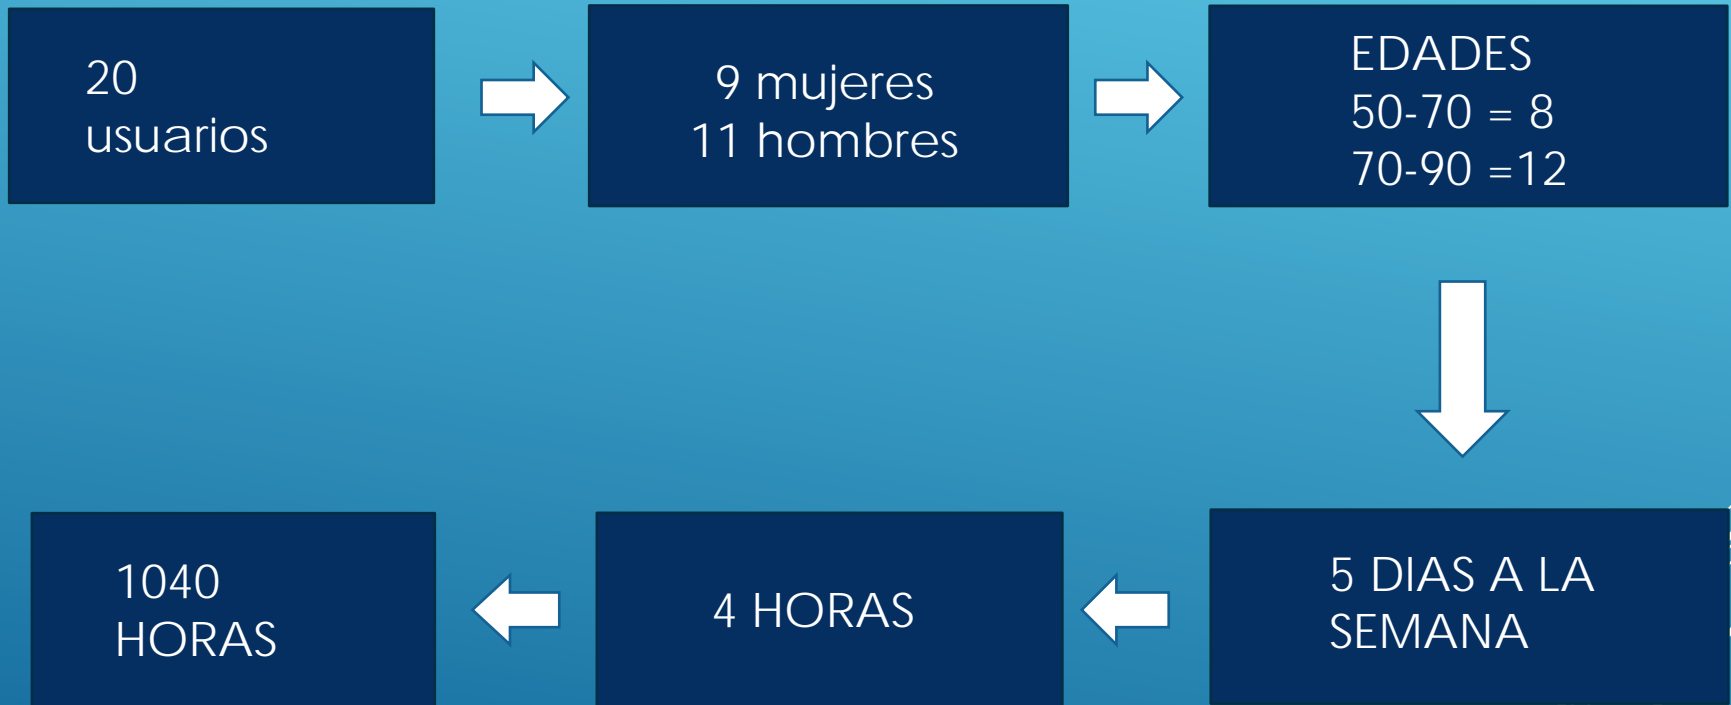 20
usuarios
9 mujeres
11 hombres
EDADES
50-70 = 8
70-90 =12
5 DIAS A LA
SEMANA
4 HORAS
1040
HORAS